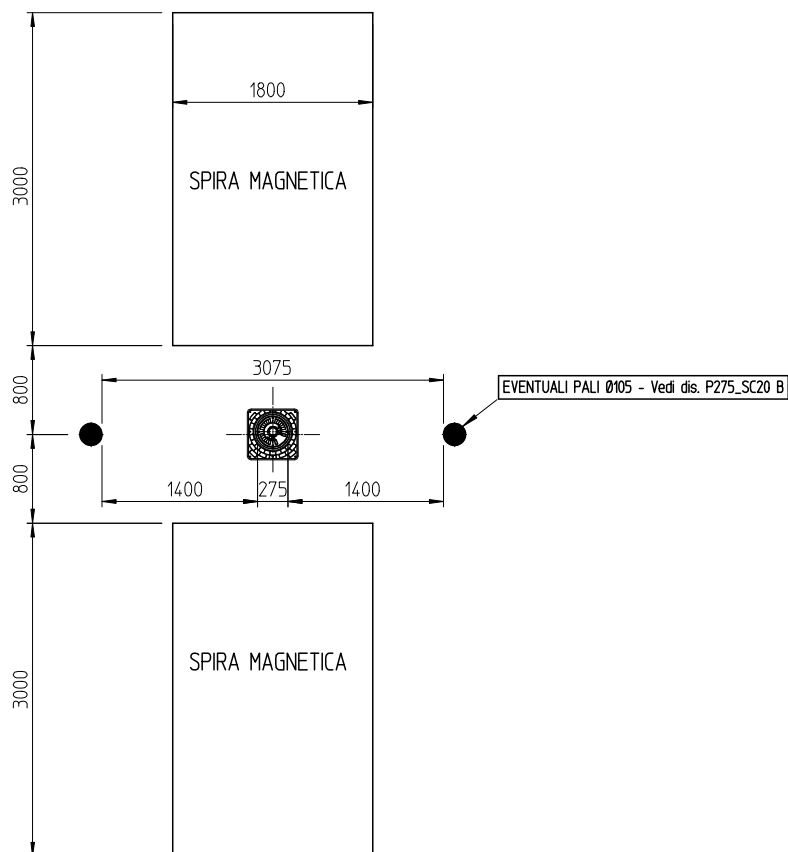 1800
3000
SPIRA MAGNETICA
3075
800
EVENTUALI PALI Ø105 - Vedi dis. P275_SC20 B
800
1400 275 1400
3000
SPIRA MAGNETICA